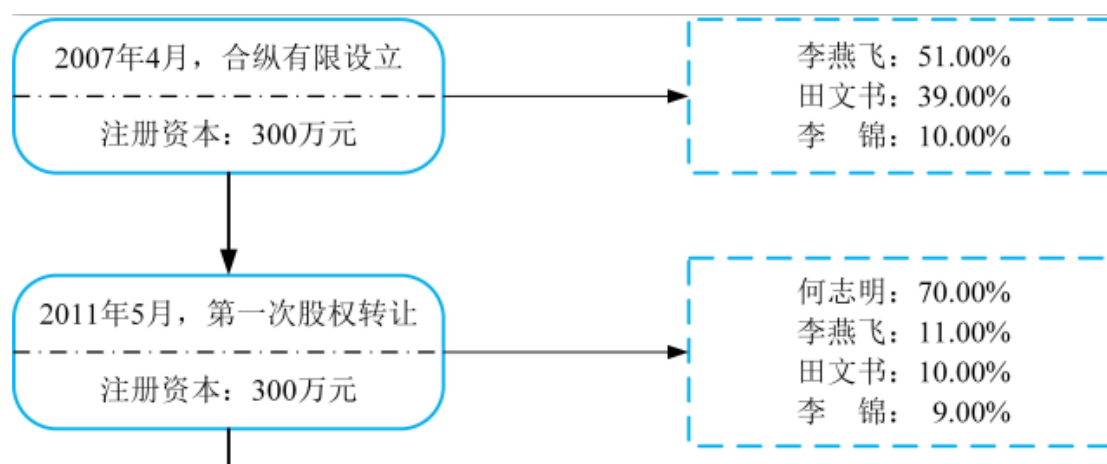 2007年4月，合纵有限设立
注册资本：300万元
李燕飞：51.00%
田文书：39.00%
李　锦：10.00%
2011年5月，第一次股权转让
注册资本：300万元
何志明：70.00%
李燕飞：11.00%
田文书：10.00%
李　锦： 9.00%